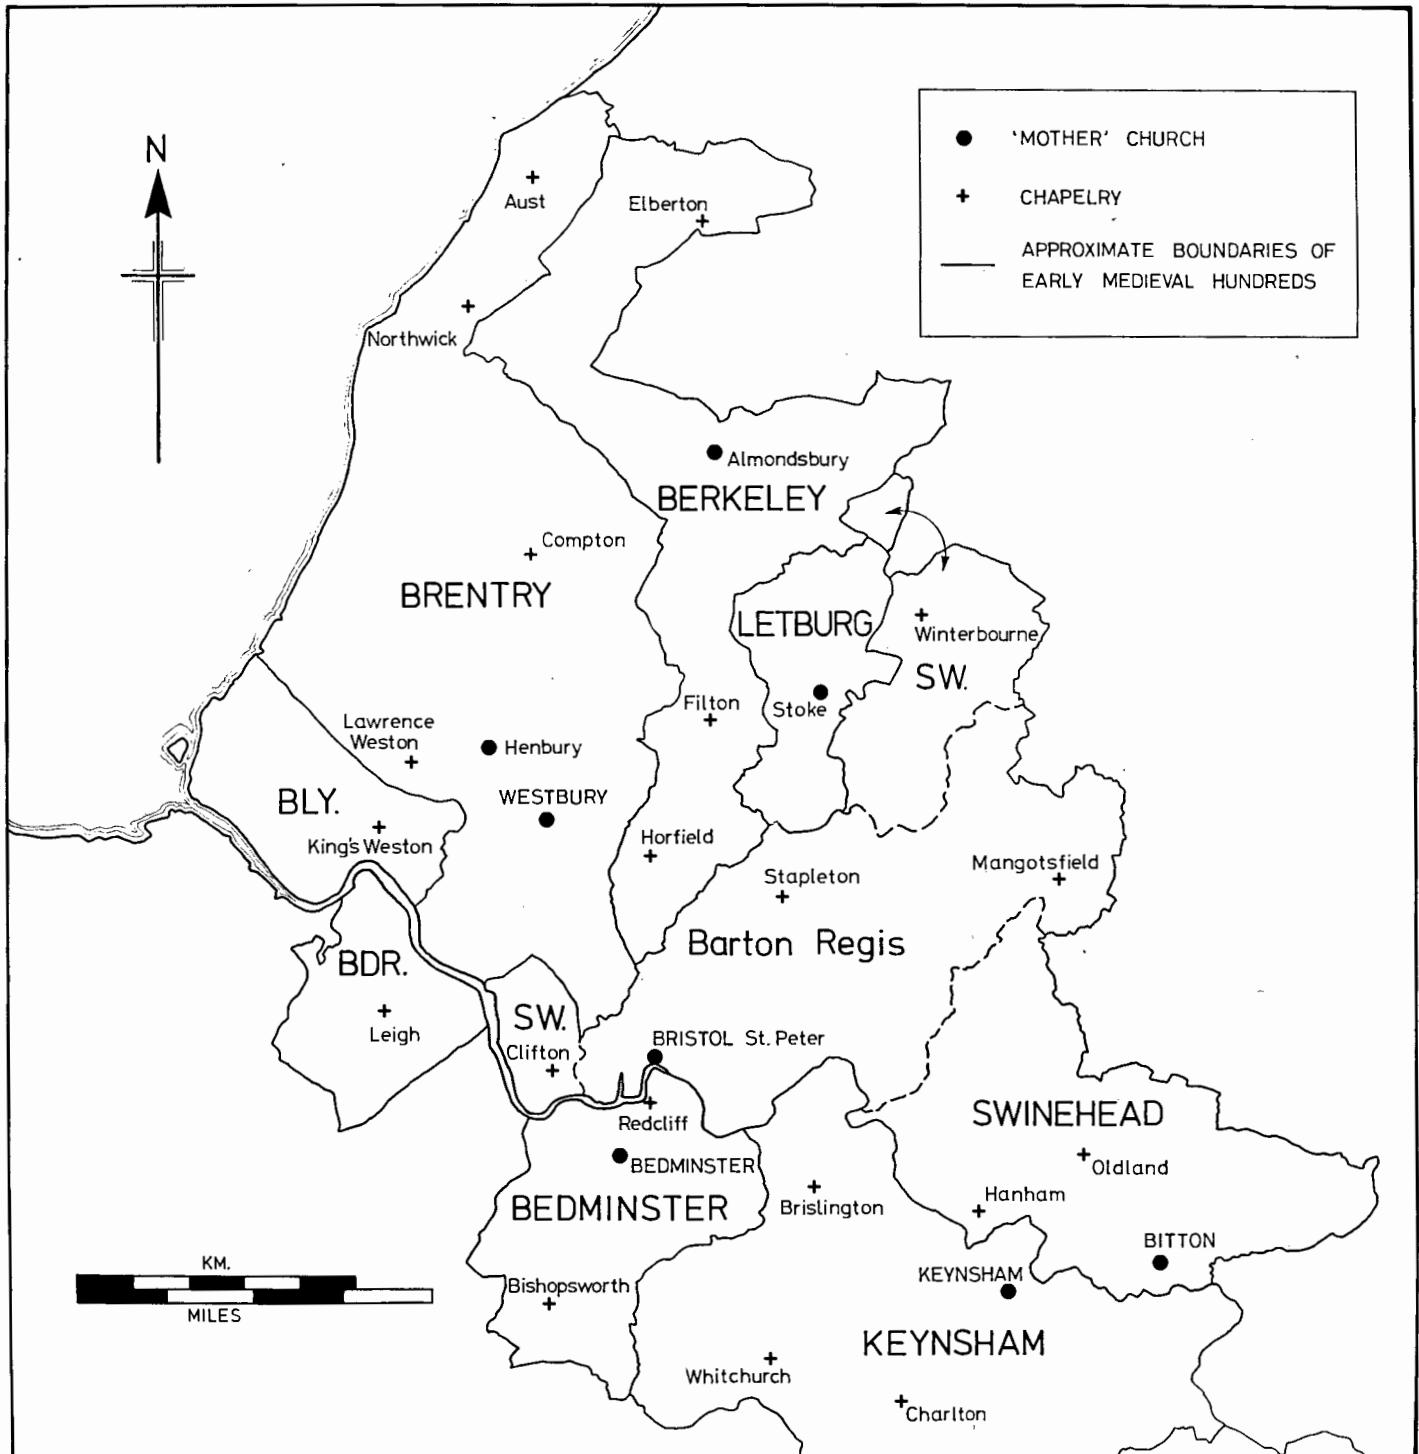 N
'MOTHER' CHURCH
CHAPELRY
APPROXIMATE BOUNDARIES OF
EARLY MEDIEVAL HUNDREDS
Aust
Elberton
Northwick
Almondsbury
BERKELEY
Compton
BRENTRY
LETBURG
Winterbourne
SW.
Filton
Stoke
Lawrence
Weston
Henbury
WESTBURY
BLY.
King's Weston
Horfield
Mangotsfield
Stapleton
Barton Regis
BDR.
Leigh
SW.
Clifton
BRISTOL St. Peter
Redcliff
BEDMINSTER
BEDMINSTER
SWINEHEAD
Oldland
Hanham
Brislington
BITTON
KEYNSHAM
KEYNSHAM
Bishopsworth
Whitchurch
Charlton
KM.
MILES